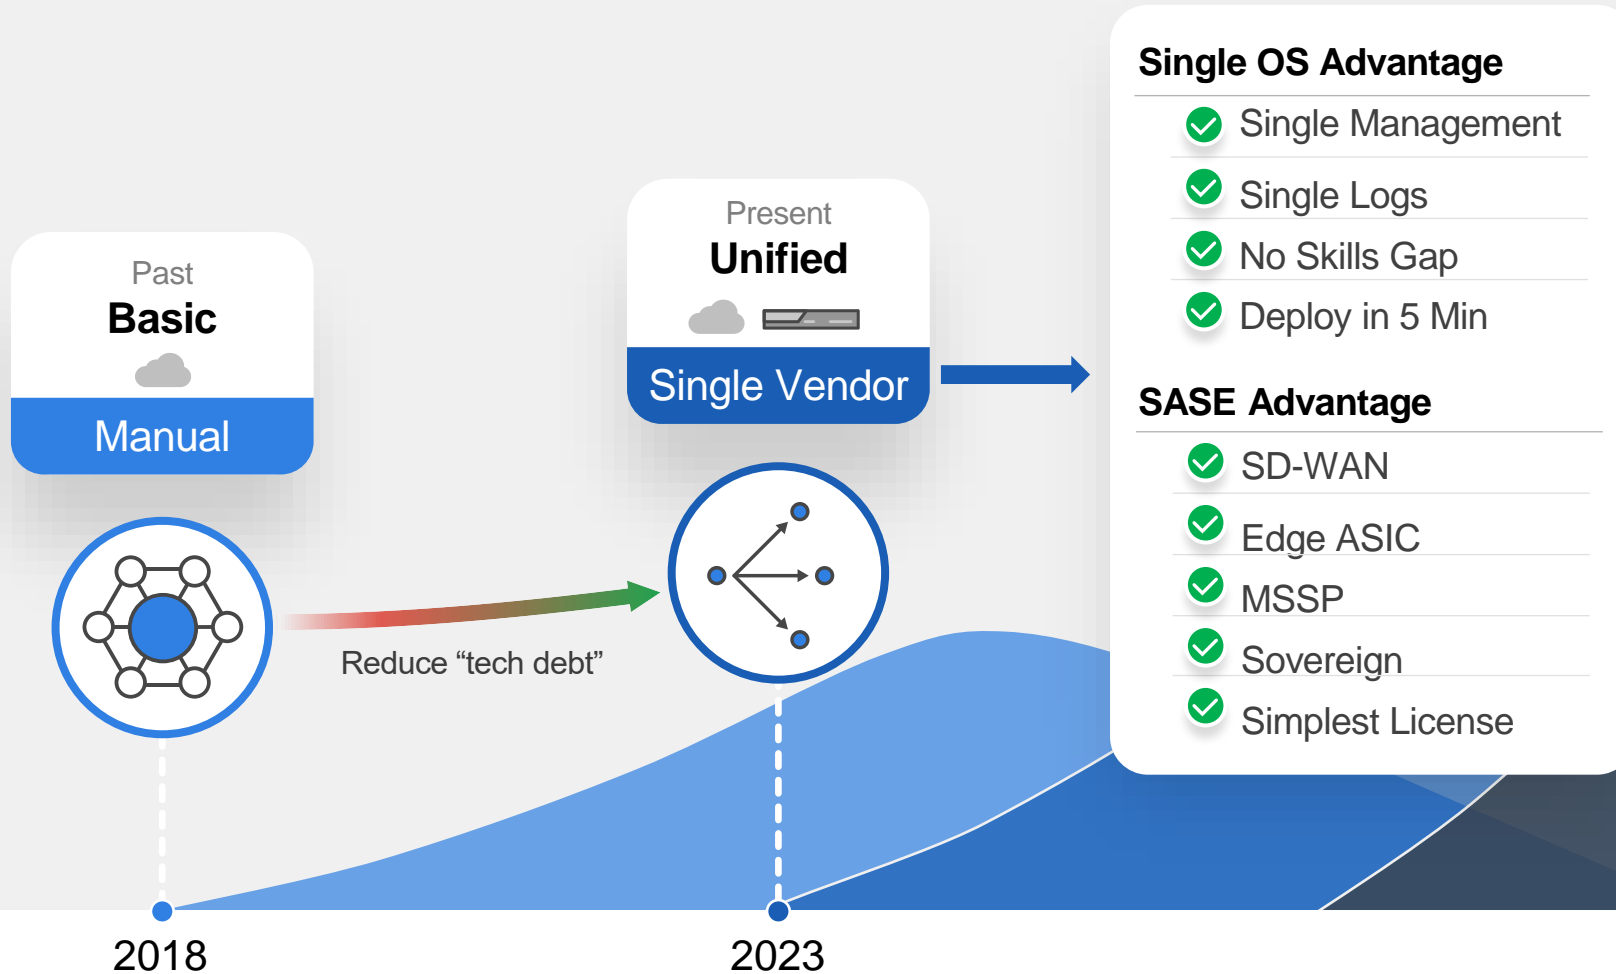 Past
Basic
Manual
Present
Unified
Single Vendor
Reduce “tech debt”
2018
2023
Single OS Advantage
Single Management
Single Logs
No Skills Gap
Deploy in 5 Min
SASE Advantage
SD-WAN
Edge ASIC
MSSP
Sovereign
Simplest License